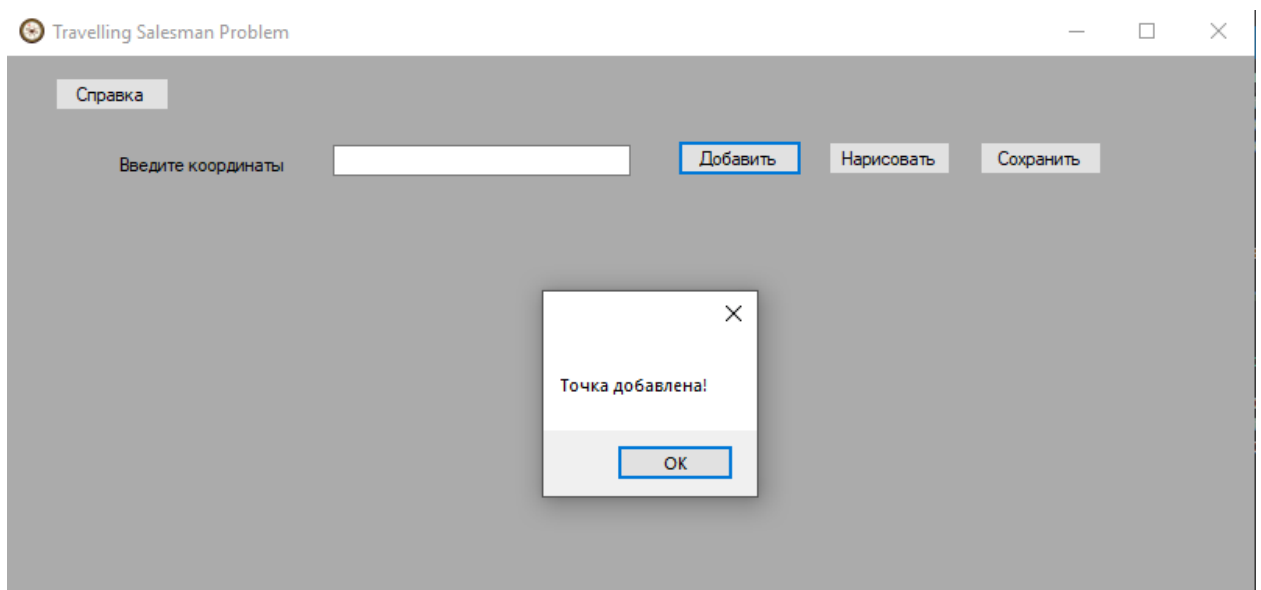 Travelling Salesman Problem
Справка
Введите координаты
Добавить
Нарисовать
Сохранить
Точка добавлена!
OK